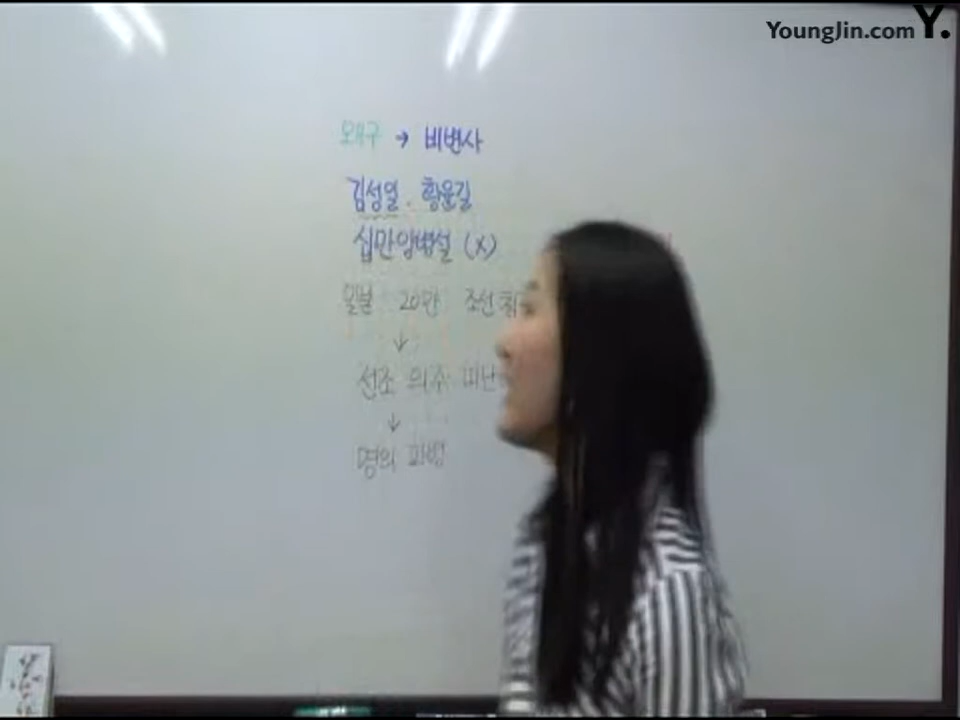 YoungJin.com Y.
왜구 → 비변사
김성일 . 황윤길
십만양병설 (X)
일본 20만 조선 침
↓
선조 의주 피난
↓
명의 파병